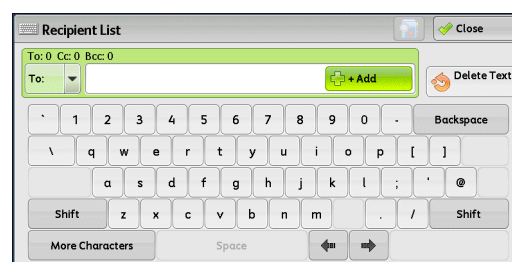 Recipient List Close
To: 0 Cc: 0 Bcc: 0
To: + Add Delete Text
` 1 2 3 4 5 6 7 8 9 0 - Backspace
\ q w e r t y u i o p [ ]
a s d f g h j k l ; ' @
Shift z x c v b n m . / Shift
More Characters Space